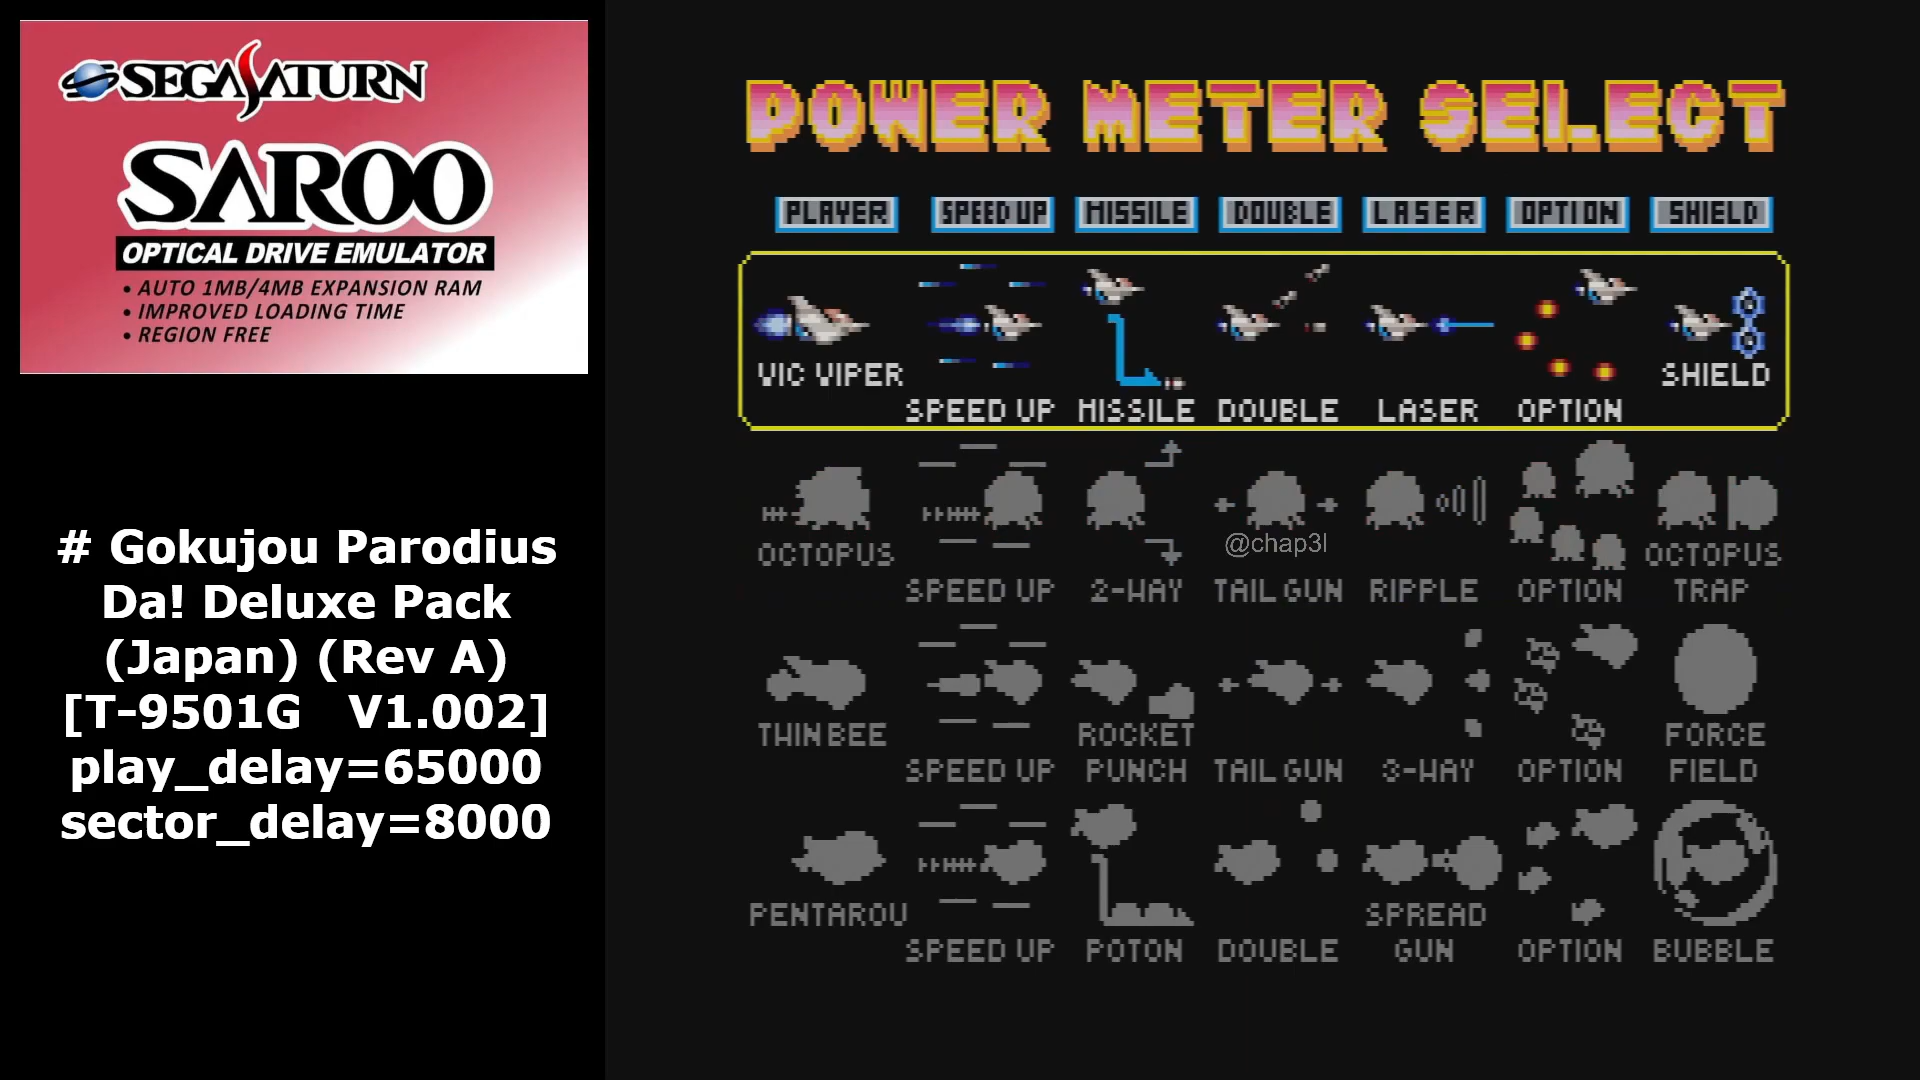 SEGA SATURN
SAROO
OPTICAL DRIVE EMULATOR
• AUTO 1MB/4MB EXPANSION RAM
• IMPROVED LOADING TIME
• REGION FREE
# Gokujou Parodius
Da! Deluxe Pack
(Japan) (Rev A)
[T-9501G   V1.002]
play_delay=65000
sector_delay=8000
POWER METER SELECT
PLAYER SPEED UP MISSILE DOUBLE LASER OPTION SHIELD
VIC VIPER SHIELD
SPEED UP MISSILE DOUBLE LASER OPTION
@chap3l
OCTOPUS OCTOPUS
SPEED UP 2-WAY TAIL GUN RIPPLE OPTION TRAP
THIN BEE ROCKET FORCE
SPEED UP PUNCH TAIL GUN 3-WAY OPTION FIELD
PENTAROU SPREAD
SPEED UP POTON DOUBLE GUN OPTION BUBBLE